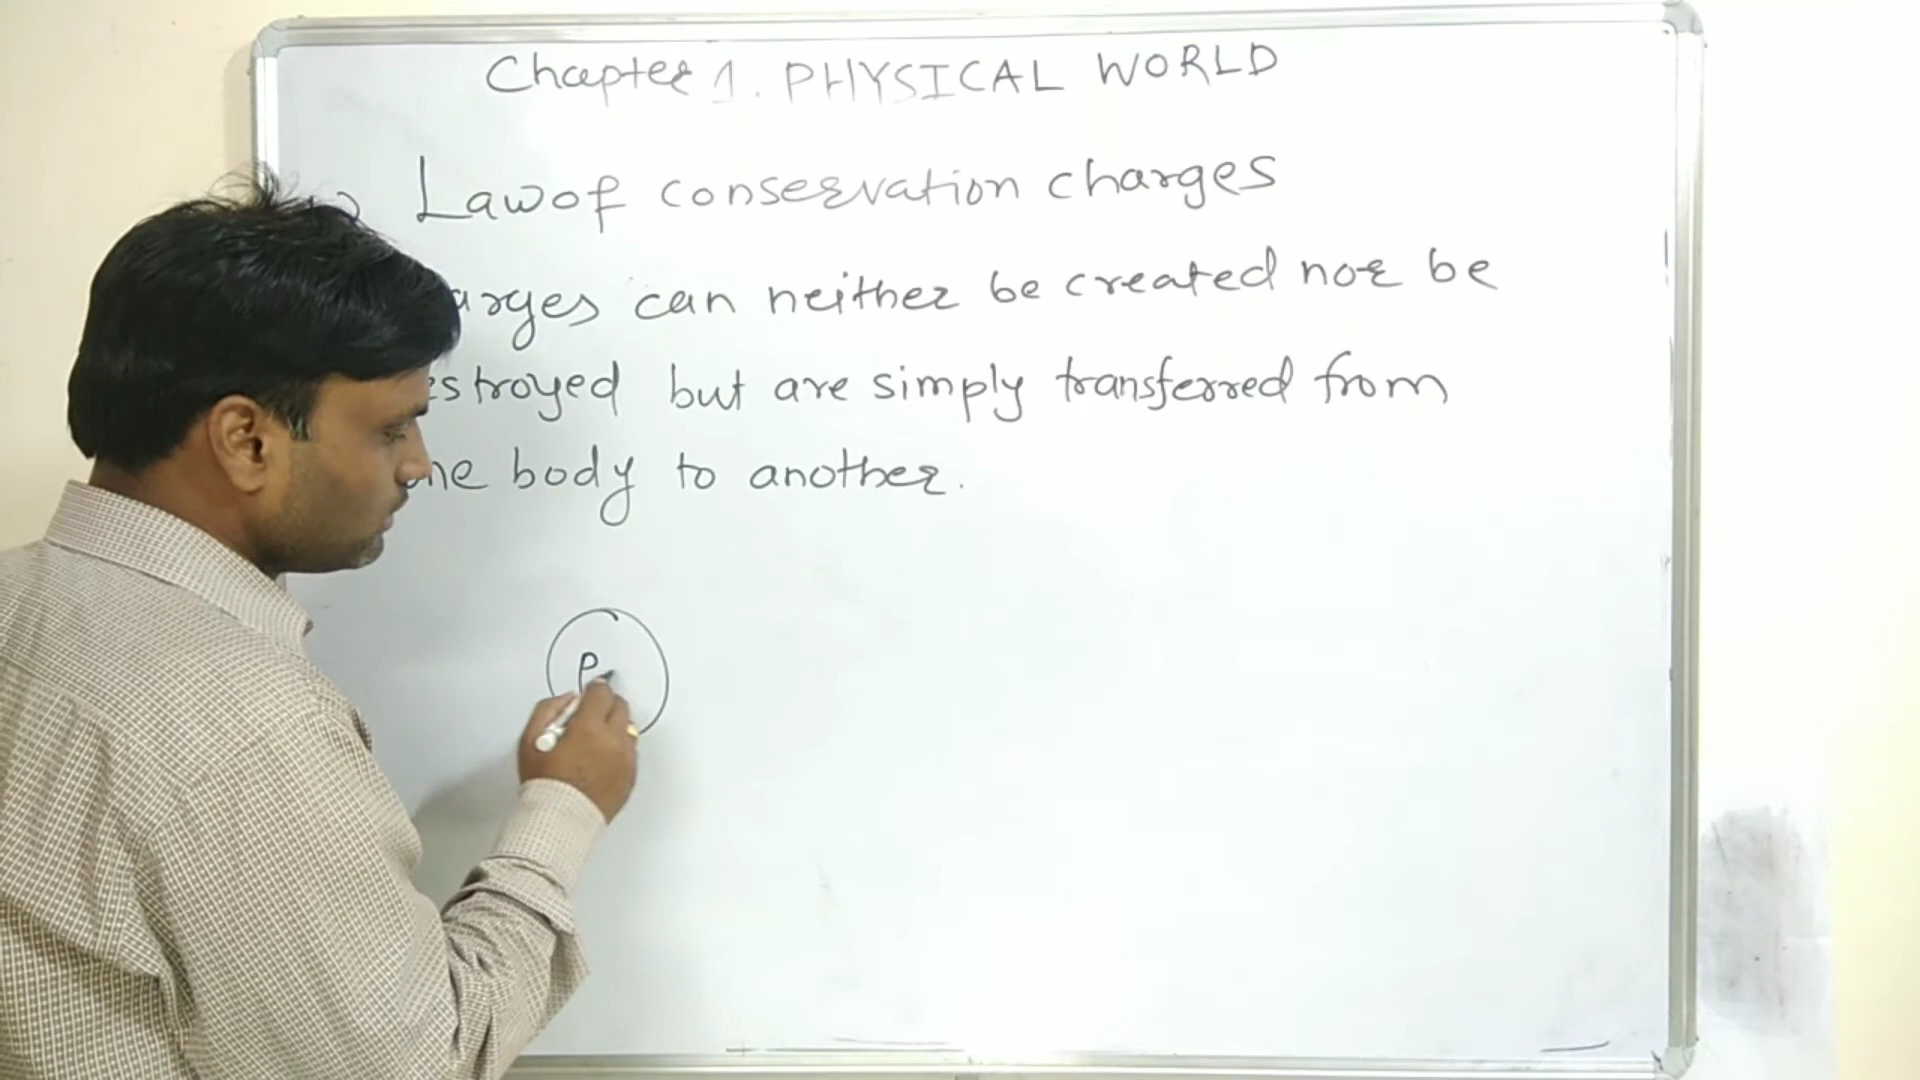 Chapter 1. PHYSICAL WORLD
Law of conservation charges
can neither be created nor be
but are simply transferred from
body to another.
P